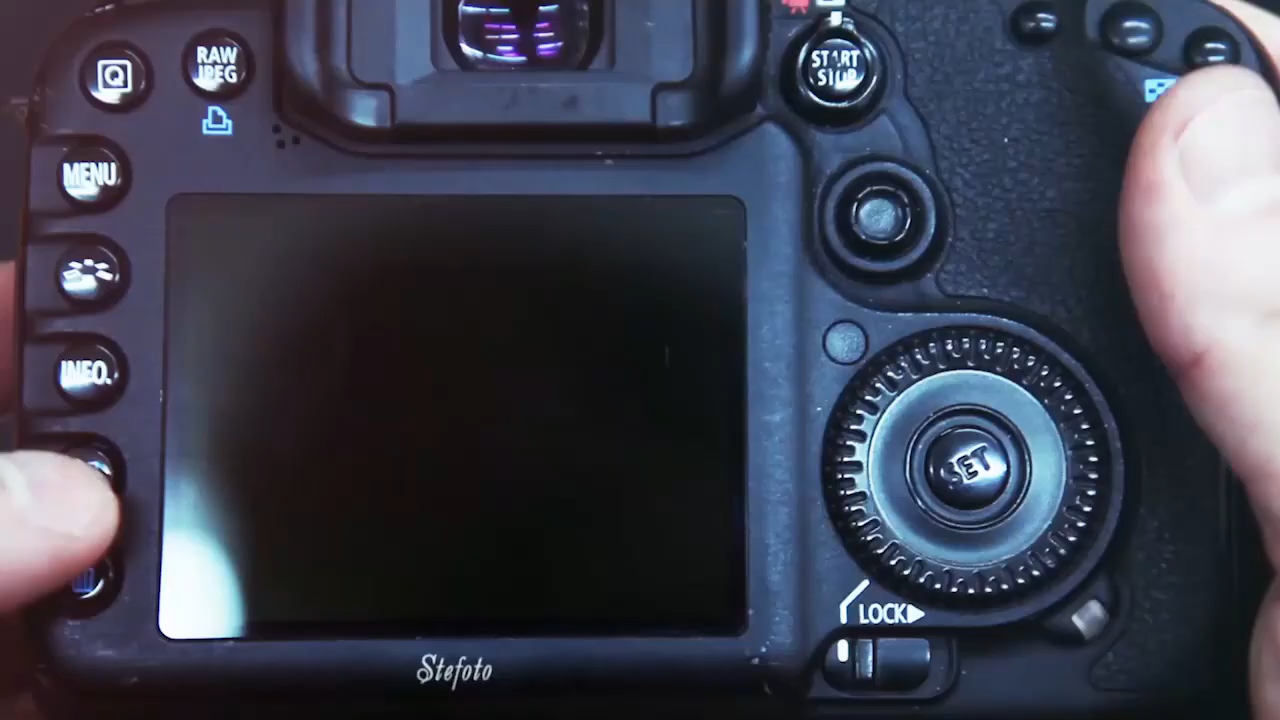 Q
RAW
JPEG
START
STOP
MENU
INFO.
SET
LOCK
Stefoto